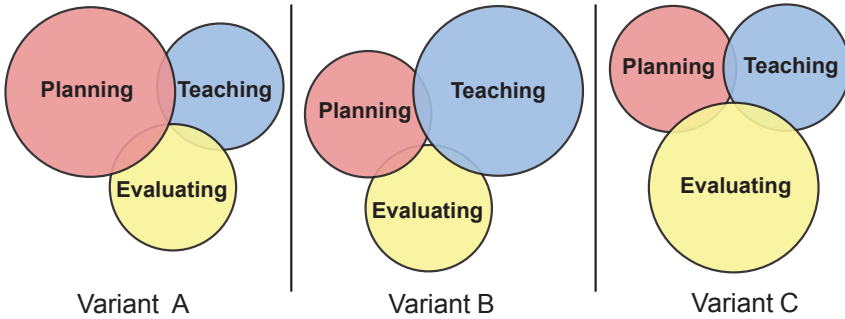 Planning
Teaching
Evaluating
Variant A
Planning
Teaching
Evaluating
Variant B
Planning
Teaching
Evaluating
Variant C